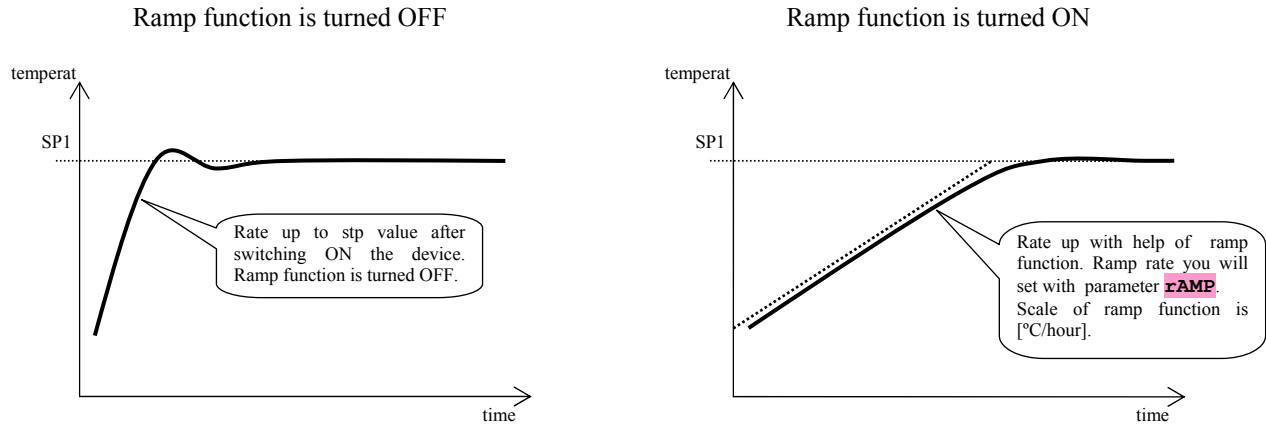 Ramp function is turned OFF
temperat
SP1
Rate up to stp value after
switching ON the device.
Ramp function is turned OFF.
time
Ramp function is turned ON
temperat
SP1
Rate up with help of ramp
function. Ramp rate you will
set with parameter rAMP.
Scale of ramp function is
[ºC/hour].
time